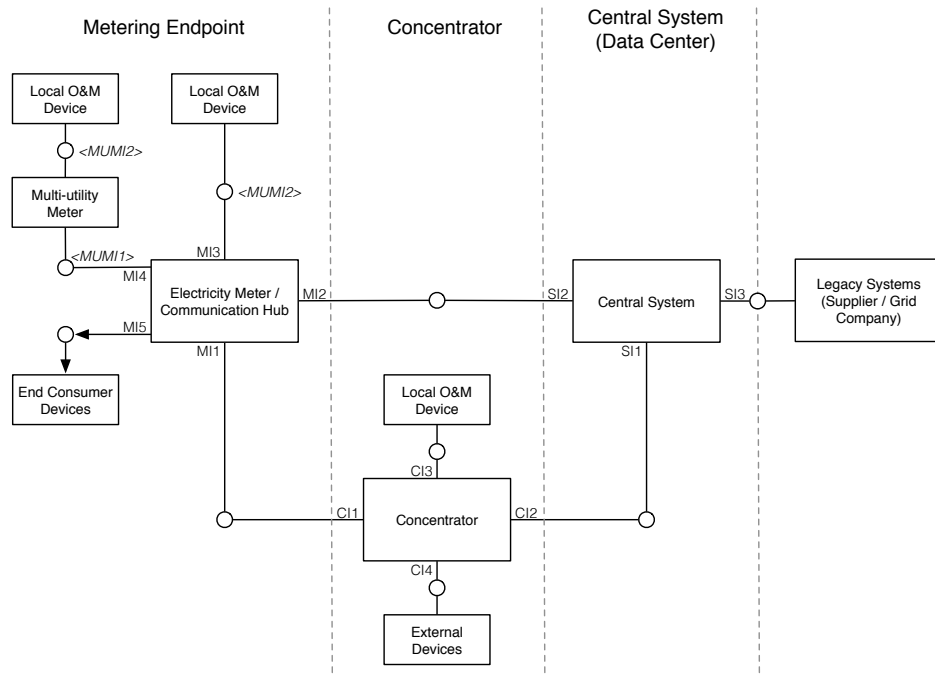 Metering Endpoint
Concentrator
Central System
(Data Center)
Local O&M
Device
Local O&M
Device
<MUMI2>
Multi-utility
Meter
<MUMI2>
<MUMI1>
MI4
MI3
Electricity Meter /
Communication Hub
MI2
SI2
Central System
SI3
Legacy Systems
(Supplier / Grid
Company)
MI5
MI1
SI1
End Consumer
Devices
Local O&M
Device
CI3
CI1
Concentrator
CI2
CI4
External
Devices